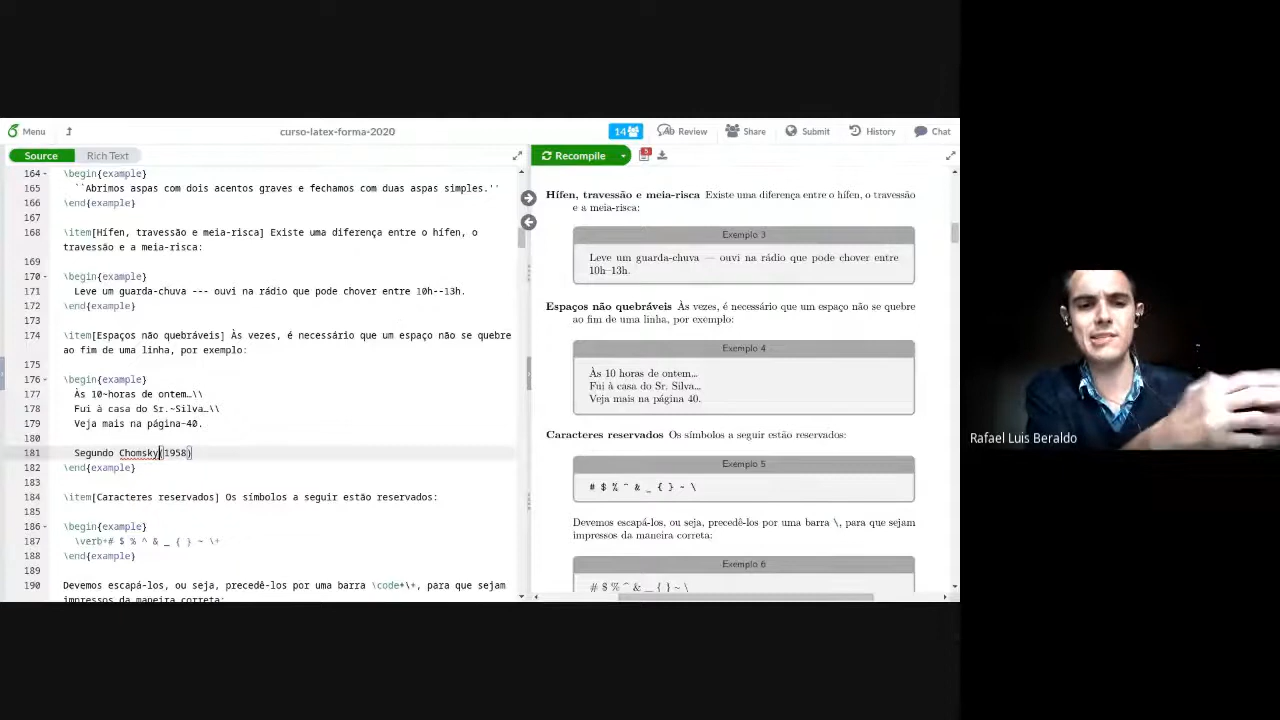 Menu
curso-latex-forma-2020
14
Review
Share
Submit
History
Chat
Source
Rich Text
Recompile
5
164 \begin{example}
165 ``Abrimos aspas com dois acentos graves e fechamos com duas aspas simples.''
166 \end{example}
167
168 \item[Hífen, travessão e meia-risca] Existe uma diferença entre o hífen, o
travessão e a meia-risca:
169
170 \begin{example}
171 Leve um guarda-chuva --- ouvi na rádio que pode chover entre 10h--13h.
172 \end{example}
173
174 \item[Espaços não quebráveis] Às vezes, é necessário que um espaço não se quebre
ao fim de uma linha, por exemplo:
175
176 \begin{example}
177 Às 10~horas de ontem…\\
178 Fui à casa do Sr.~Silva…\\
179 Veja mais na página~40.
180
181 Segundo Chomsky(1958)
182 \end{example}
183
184 \item[Caracteres reservados] Os símbolos a seguir estão reservados:
185
186 \begin{example}
187 \verb+# $ % ^ & _ { } ~ \+
188 \end{example}
189
190 Devemos escapá-los, ou seja, precedê-los por uma barra \code+\+, para que sejam
impressos da maneira correta:
Hífen, travessão e meia-risca Existe uma diferença entre o hífen, o travessão
e a meia-risca:
Exemplo 3
Leve um guarda-chuva — ouvi na rádio que pode chover entre
10h–13h.
Espaços não quebráveis Às vezes, é necessário que um espaço não se quebre
ao fim de uma linha, por exemplo:
Exemplo 4
Às 10 horas de ontem…
Fui à casa do Sr. Silva…
Veja mais na página 40.
Caracteres reservados Os símbolos a seguir estão reservados:
Exemplo 5
# $ % ^ & _ { } ~ \
Devemos escapá-los, ou seja, precedê-los por uma barra \, para que sejam
impressos da maneira correta:
Exemplo 6
# $ % ^ & _ { } ~ \
Rafael Luis Beraldo